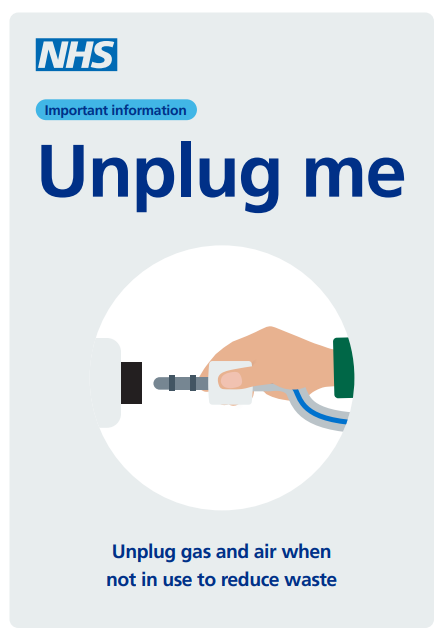 NHS
Important information
Unplug me
Unplug gas and air when
not in use to reduce waste